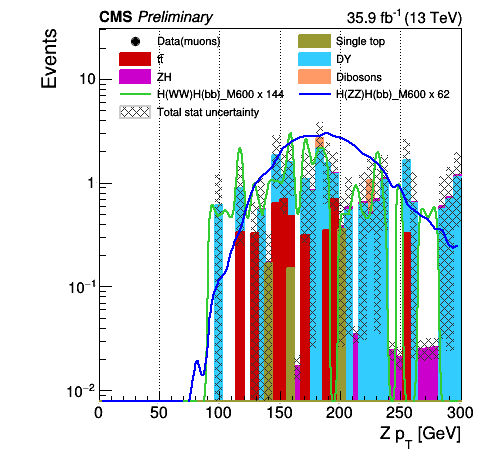 CMS Preliminary 35.9 fb⁻¹ (13 TeV)
Events
Data(muons) Single top
tt̄ DY
ZH Dibosons
H(WW)H(bb)_M600 x 144 H(ZZ)H(bb)_M600 x 62
Total stat uncertainty
10
1
10⁻¹
10⁻²
0 50 100 150 200 250 300
Z p_T [GeV]